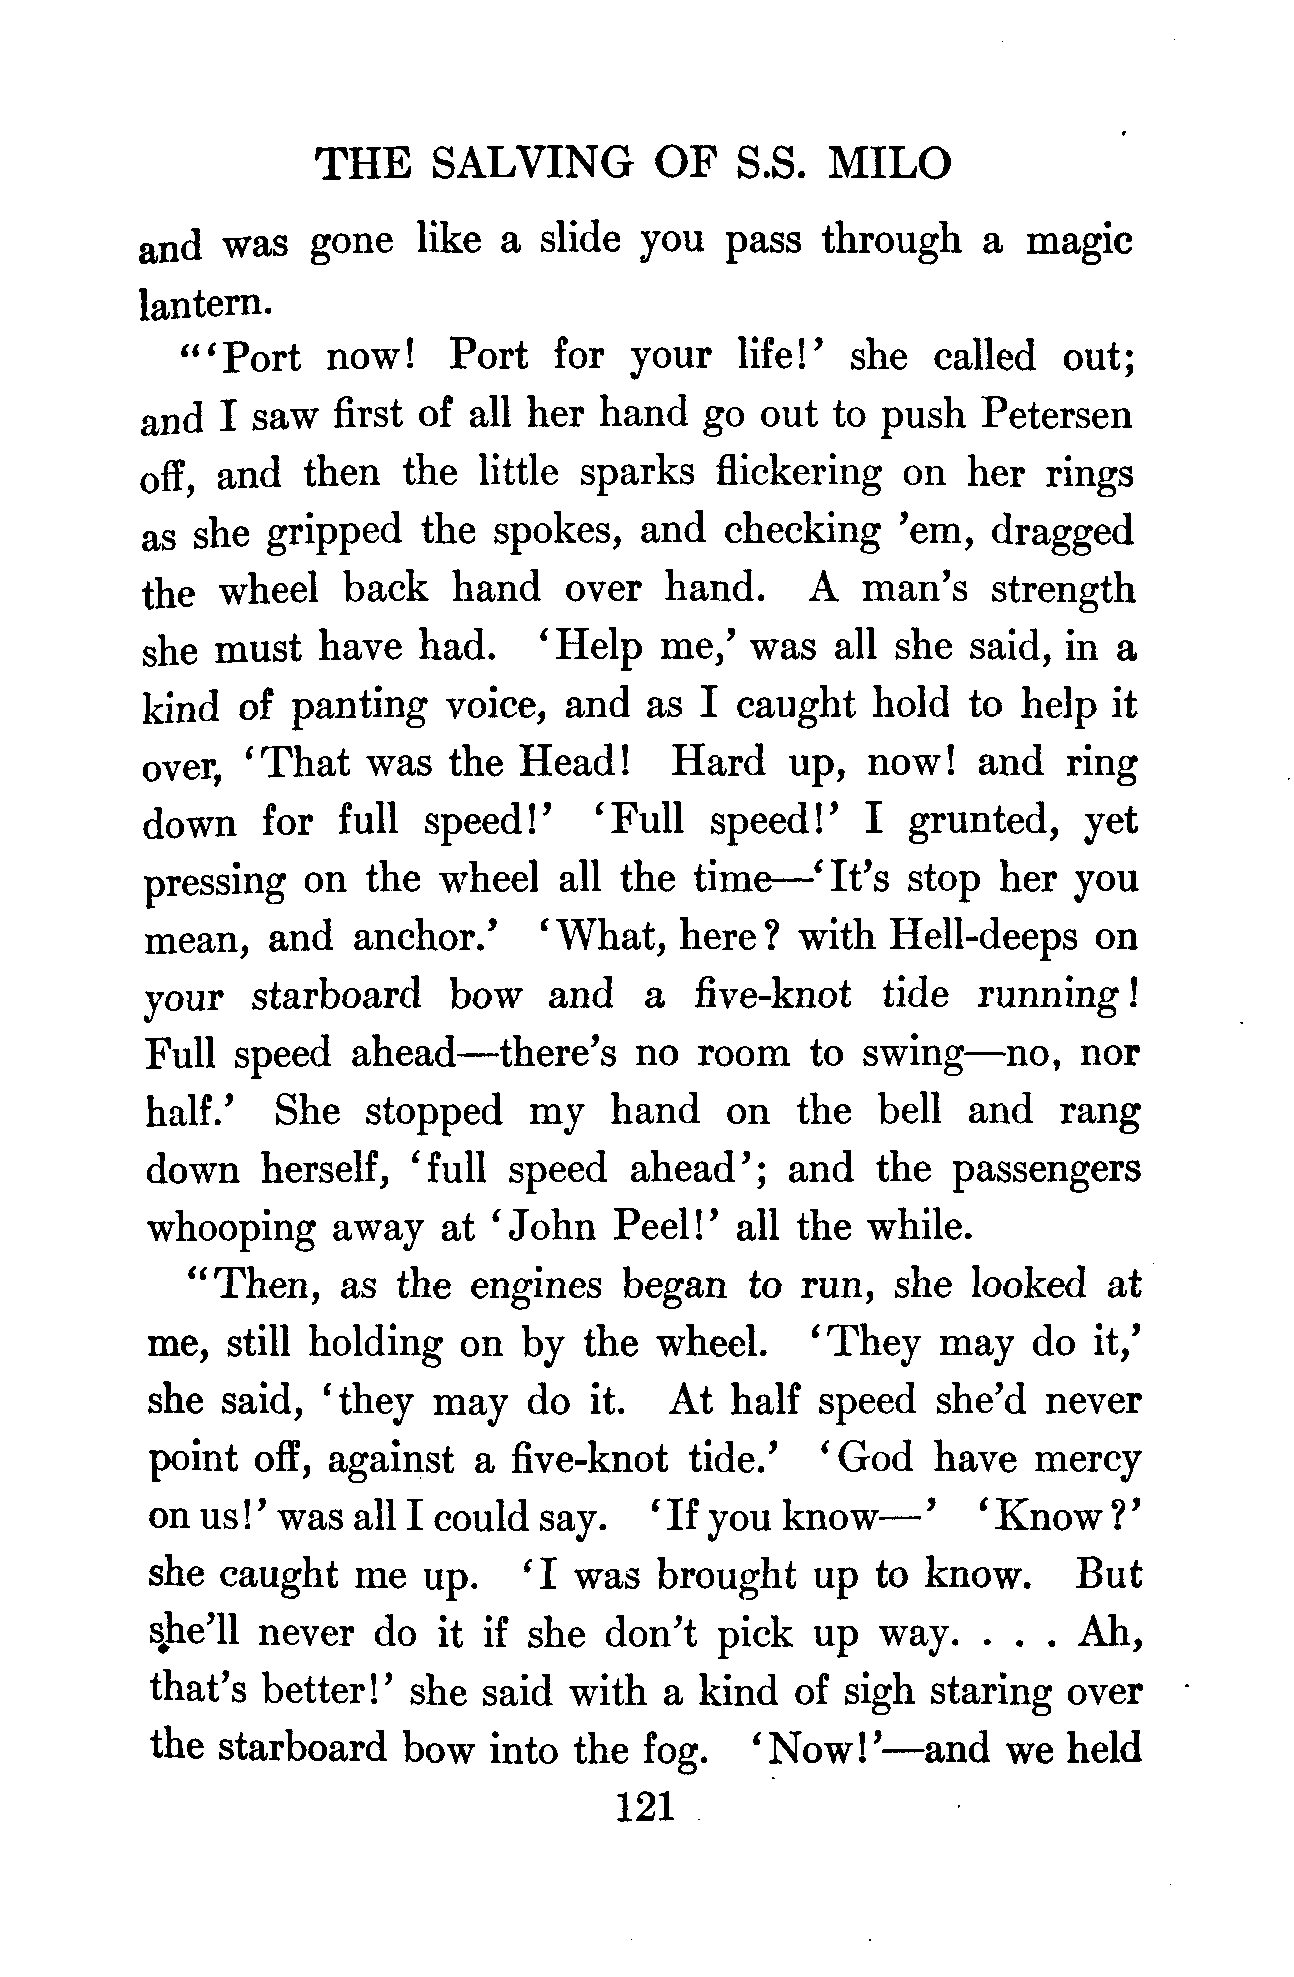 THE SALVING OF S.S. MILO
and was gone like a slide you pass through a magic
lantern.
"'Port now! Port for your life!' she called out;
and I saw first of all her hand go out to push Petersen
off, and then the little sparks flickering on her rings
as she gripped the spokes, and checking 'em, dragged
the wheel back hand over hand. A man's strength
she must have had. 'Help me,' was all she said, in a
kind of panting voice, and as I caught hold to help it
over, 'That was the Head! Hard up, now! and ring
down for full speed!' 'Full speed!' I grunted, yet
pressing on the wheel all the time—'It's stop her you
mean, and anchor.' 'What, here? with Hell-deeps on
your starboard bow and a five-knot tide running!
Full speed ahead—there's no room to swing—no, nor
half.' She stopped my hand on the bell and rang
down herself, 'full speed ahead'; and the passengers
whooping away at 'John Peel!' all the while.
"Then, as the engines began to run, she looked at
me, still holding on by the wheel. 'They may do it,'
she said, 'they may do it. At half speed she'd never
point off, against a five-knot tide.' 'God have mercy
on us!' was all I could say. 'If you know—' 'Know?'
she caught me up. 'I was brought up to know. But
she'll never do it if she don't pick up way. . . . Ah,
that's better!' she said with a kind of sigh staring over
the starboard bow into the fog. 'Now!'—and we held
121